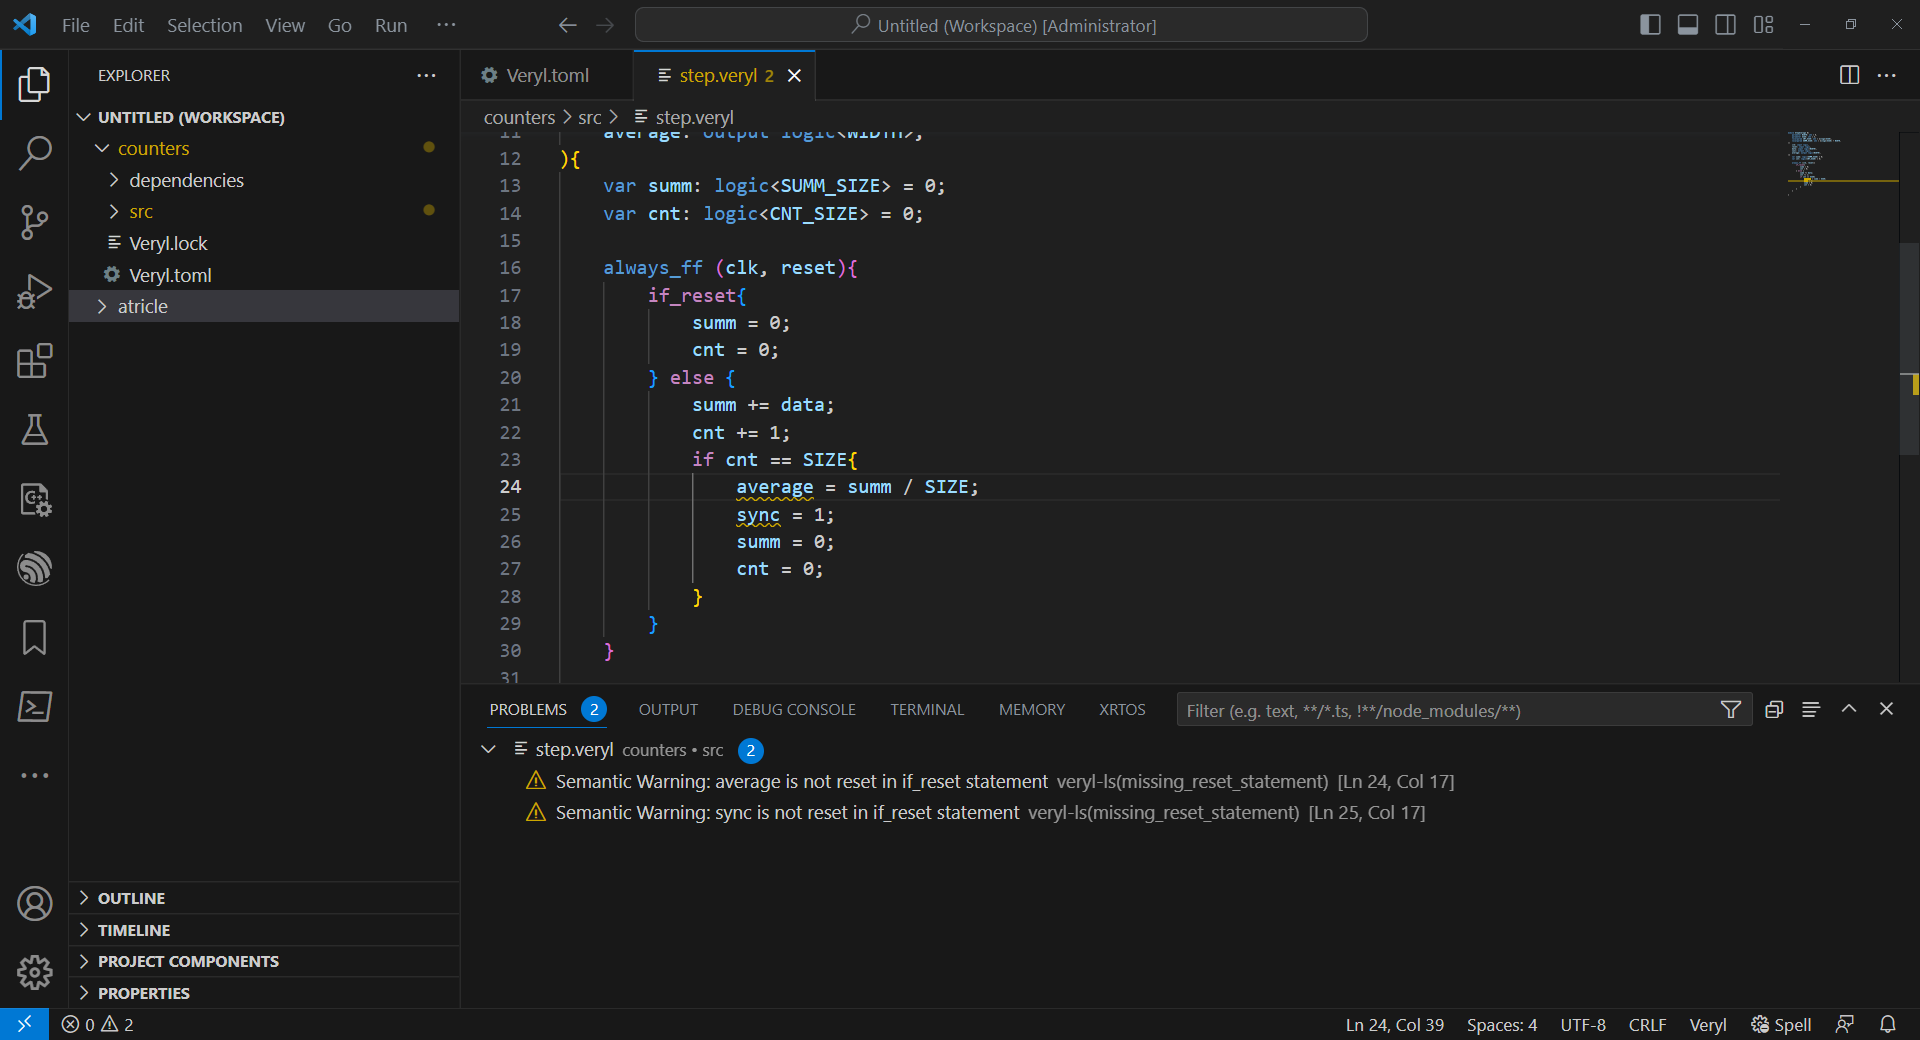 File Edit Selection View Go Run ···
Untitled (Workspace) [Administrator]
EXPLORER
UNTITLED (WORKSPACE)
counters
dependencies
src
Veryl.lock
Veryl.toml
atricle
OUTLINE
TIMELINE
PROJECT COMPONENTS
PROPERTIES
Veryl.toml
step.veryl 2
counters > src > step.veryl
11 average: output logic<WIDTH>,
12 ){
13 var summ: logic<SUMM_SIZE> = 0;
14 var cnt: logic<CNT_SIZE> = 0;
15
16 always_ff (clk, reset){
17 if_reset{
18 summ = 0;
19 cnt = 0;
20 } else {
21 summ += data;
22 cnt += 1;
23 if cnt == SIZE{
24 average = summ / SIZE;
25 sync = 1;
26 summ = 0;
27 cnt = 0;
28 }
29 }
30 }
31
PROBLEMS 2 OUTPUT DEBUG CONSOLE TERMINAL MEMORY XRTOS
Filter (e.g. text, **/*.ts, !**/node_modules/**)
step.veryl counters • src 2
Semantic Warning: average is not reset in if_reset statement veryl-ls(missing_reset_statement) [Ln 24, Col 17]
Semantic Warning: sync is not reset in if_reset statement veryl-ls(missing_reset_statement) [Ln 25, Col 17]
0 2
Ln 24, Col 39 Spaces: 4 UTF-8 CRLF Veryl Spell